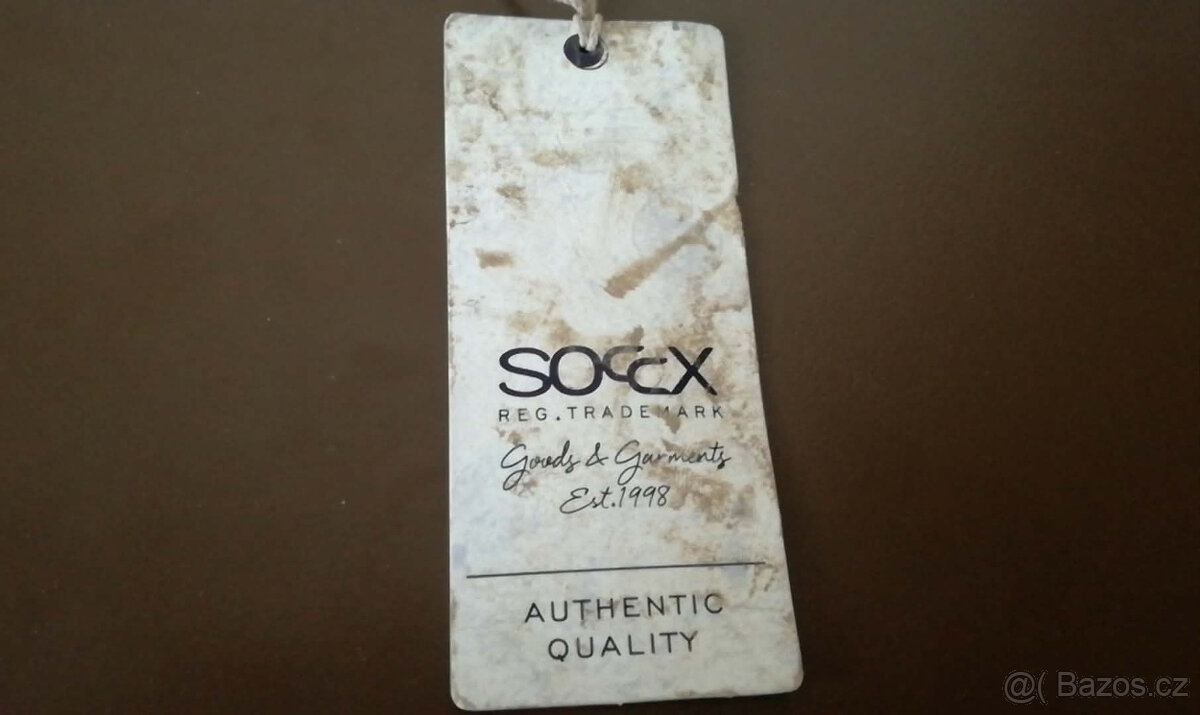 SOCCX
REG.TRADEMARK
Goods & Garments
Est.1998
AUTHENTIC
QUALITY
@( Bazos.cz